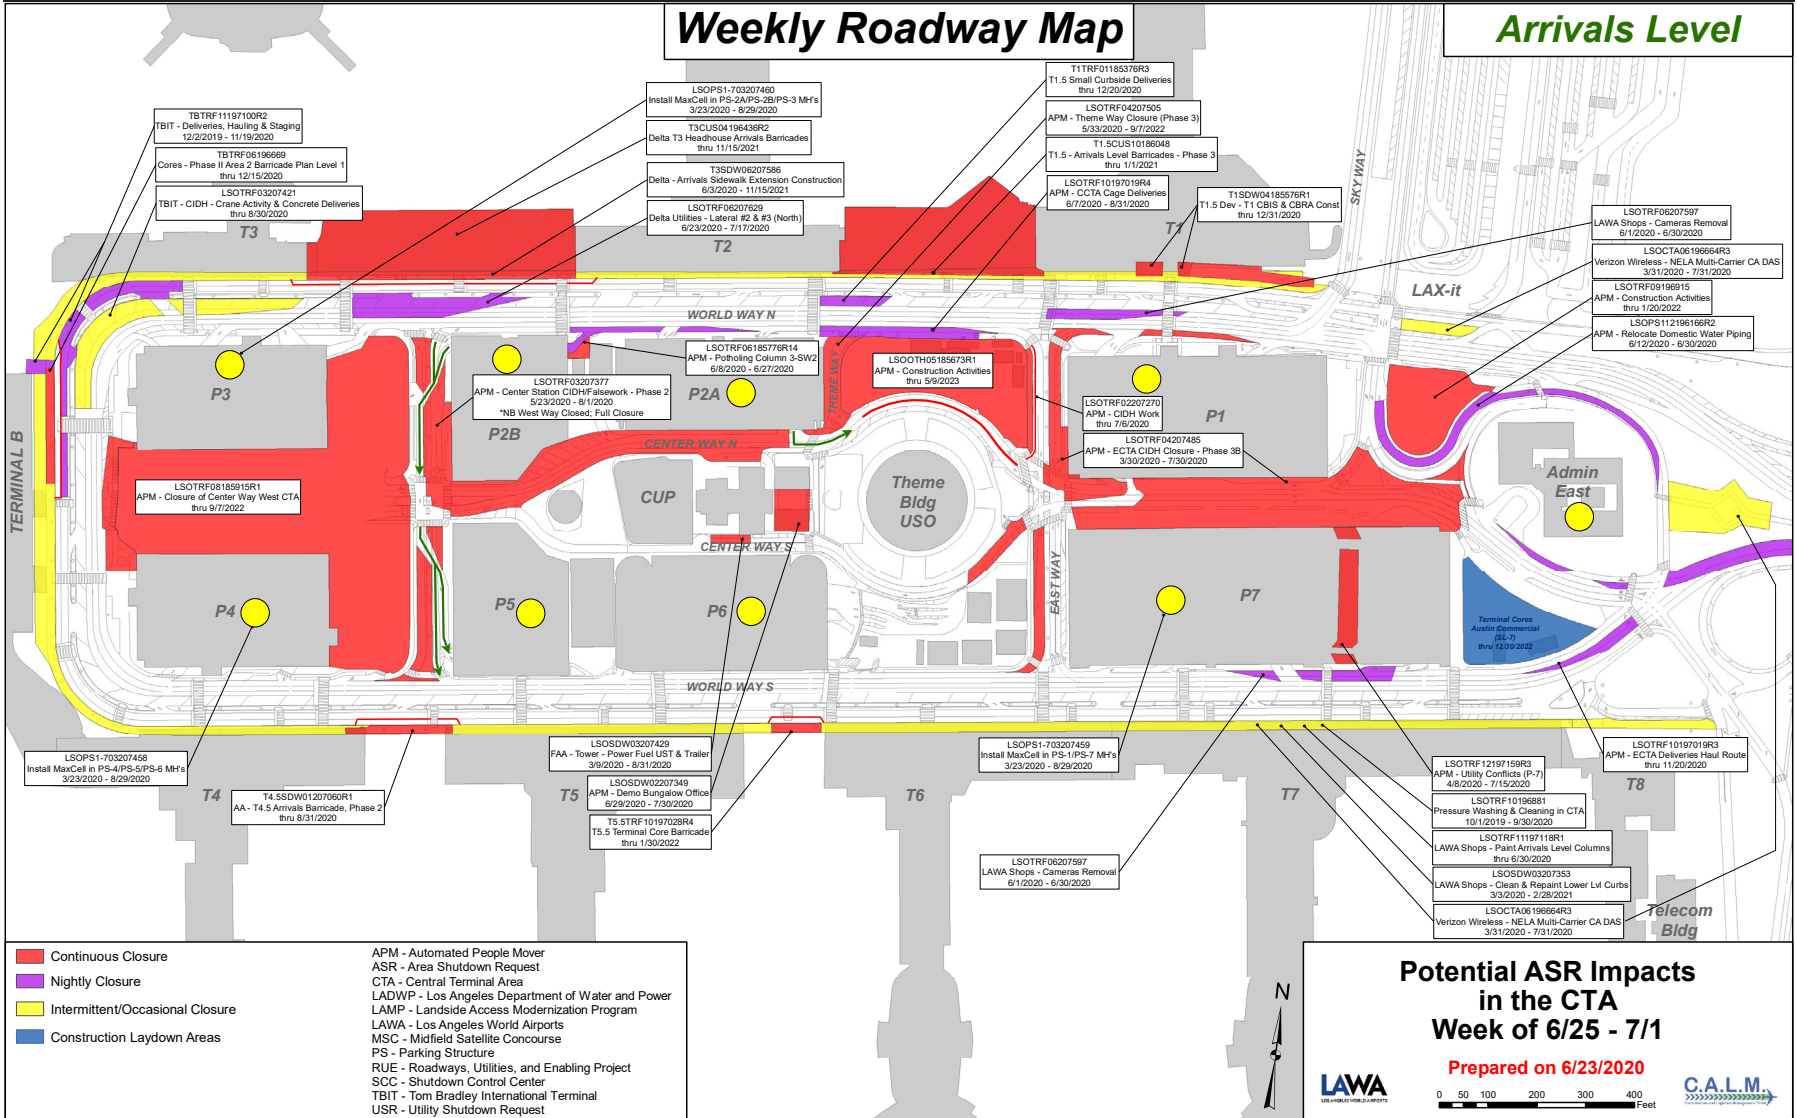 Weekly Roadway Map
Arrivals Level
TBTRF11197100R2
TBIT - Deliveries, Hauling & Staging
12/2/2019 - 11/19/2020
TBTRF06196669
Cores - Phase II Area 2 Barricade Plan Level 1
thru 12/15/2020
LSOTRF03207421
TBIT - CIDH - Crane Activity & Concrete Deliveries
thru 8/30/2020
LSOPS1-703207460
Install MaxCell in PS-2A/PS-2B/PS-3 MH's
3/23/2020 - 8/29/2020
T3CUS04196436R2
Delta T3 Headhouse Arrivals Barricades
thru 11/15/2021
T3SDW06207586
Delta - Arrivals Sidewalk Extension Construction
6/3/2020 - 11/15/2021
LSOTRF06207629
Delta Utilities - Lateral #2 & #3 (North)
6/23/2020 - 7/17/2020
T1TRF01185376R3
T1.5 Small Curbside Deliveries
thru 12/20/2020
LSOTRF04207505
APM - Theme Way Closure (Phase 3)
5/33/2020 - 9/7/2022
T1.5CUS10186048
T1.5 - Arrivals Level Barricades - Phase 3
thru 1/1/2021
LSOTRF10197019R4
APM - CCTA Cage Deliveries
6/7/2020 - 8/31/2020
T1SDW04185576R1
T1.5 Dev - T1 CBIS & CBRA Const
thru 12/31/2020
LSOTRF06207597
LAWA Shops - Cameras Removal
6/1/2020 - 6/30/2020
LSOCTA06196664R3
Verizon Wireless - NELA Multi-Carrier CA DAS
3/31/2020 - 7/31/2020
LSOTRF09196915
APM - Construction Activities
thru 1/20/2022
LSOPS112196166R2
APM - Relocate Domestic Water Piping
6/12/2020 - 6/30/2020
SKY WAY
T3
T2
T1
LAX-it
WORLD WAY N
LSOTRF06185776R14
APM - Potholing Column 3-SW2
6/8/2020 - 6/27/2020
LSOOTH05185673R1
APM - Construction Activities
thru 5/9/2023
LSOTRF03207377
APM - Center Station CIDH/Falsework - Phase 2
5/23/2020 - 8/1/2020
*NB West Way Closed; Full Closure
LSOTRF02207270
APM - CIDH Work
thru 7/6/2020
LSOTRF04207485
APM - ECTA CIDH Closure - Phase 3B
3/30/2020 - 7/30/2020
P3
P2B
P2A
THEME WAY
P1
CENTER WAY N
TERMINAL B
LSOTRF08185915R1
APM - Closure of Center Way West CTA
thru 9/7/2022
CUP
Theme
Bldg
USO
Admin
East
CENTER WAY S
EAST WAY
P4
P5
P6
P7
Terminal Cores
Austin Commercial
(SL-7)
thru 12/30/2022
WORLD WAY S
LSOPS1-703207458
Install MaxCell in PS-4/PS-5/PS-6 MH's
3/23/2020 - 8/29/2020
T4.5SDW01207060R1
AA - T4.5 Arrivals Barricade, Phase 2
thru 8/31/2020
LSOSDW03207429
FAA - Tower - Power Fuel UST & Trailer
3/9/2020 - 8/31/2020
LSOSDW02207349
APM - Demo Bungalow Office
6/29/2020 - 7/30/2020
T5.5TRF10197028R4
T5.5 Terminal Core Barricade
thru 1/30/2022
LSOPS1-703207459
Install MaxCell in PS-1/PS-7 MH's
3/23/2020 - 8/29/2020
LSOTRF06207597
LAWA Shops - Cameras Removal
6/1/2020 - 6/30/2020
LSOTRF10197019R3
APM - ECTA Deliveries Haul Route
thru 11/20/2020
LSOTRF12197159R3
APM - Utility Conflicts (P-7)
4/8/2020 - 7/15/2020
LSOTRF10196881
Pressure Washing & Cleaning in CTA
10/1/2019 - 9/30/2020
LSOTRF11197118R1
LAWA Shops - Paint Arrivals Level Columns
thru 6/30/2020
LSOSDW03207353
LAWA Shops - Clean & Repaint Lower Lvl Curbs
3/3/2020 - 2/28/2021
LSOCTA06196664R3
Verizon Wireless - NELA Multi-Carrier CA DAS
3/31/2020 - 7/31/2020
T4
T5
T6
T7
T8
Telecom
Bldg
Continuous Closure
Nightly Closure
Intermittent/Occasional Closure
Construction Laydown Areas
APM - Automated People Mover
ASR - Area Shutdown Request
CTA - Central Terminal Area
LADWP - Los Angeles Department of Water and Power
LAMP - Landside Access Modernization Program
LAWA - Los Angeles World Airports
MSC - Midfield Satellite Concourse
PS - Parking Structure
RUE - Roadways, Utilities, and Enabling Project
SCC - Shutdown Control Center
TBIT - Tom Bradley International Terminal
USR - Utility Shutdown Request
N
Potential ASR Impacts
in the CTA
Week of 6/25 - 7/1
Prepared on 6/23/2020
LAWA
LOS ANGELES WORLD AIRPORTS
0 50 100 200 300 400
Feet
C.A.L.M.